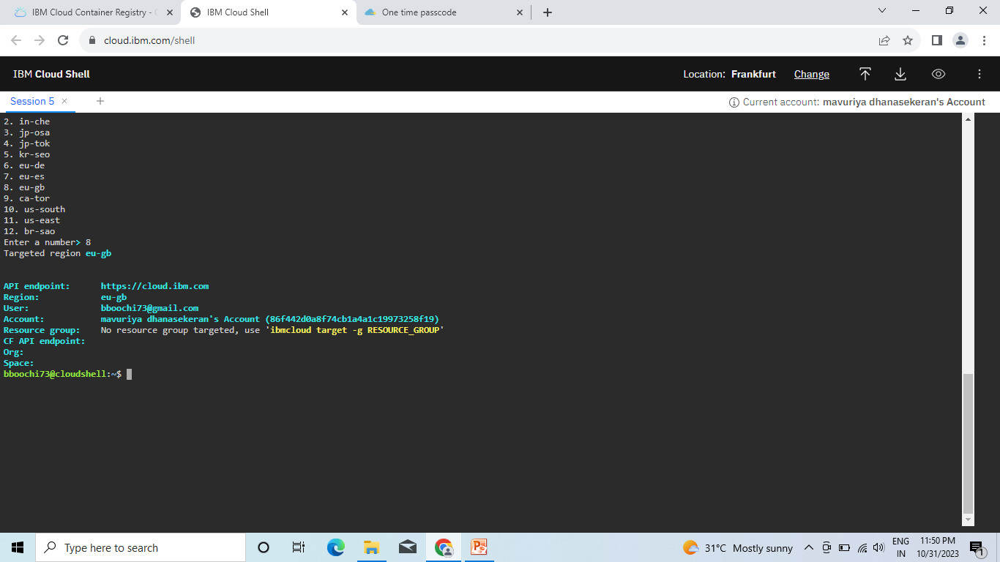 IBM Cloud Container Registry -
IBM Cloud Shell
One time passcode
cloud.ibm.com/shell
IBM Cloud Shell
Location: Frankfurt Change
Session 5
Current account: mavuriya dhanasekeran's Account
2. in-che
3. jp-osa
4. jp-tok
5. kr-seo
6. eu-de
7. eu-es
8. eu-gb
9. ca-tor
10. us-south
11. us-east
12. br-sao
Enter a number> 8
Targeted region eu-gb
API endpoint: https://cloud.ibm.com
Region: eu-gb
User: bboochi73@gmail.com
Account: mavuriya dhanasekeran's Account (86f442d0a8f74cb1a4a1c19973258f19)
Resource group: No resource group targeted, use 'ibmcloud target -g RESOURCE_GROUP'
CF API endpoint:
Org:
Space:
bboochi73@cloudshell:~$
Type here to search
31°C Mostly sunny
ENG
IN
11:50 PM
10/31/2023
1